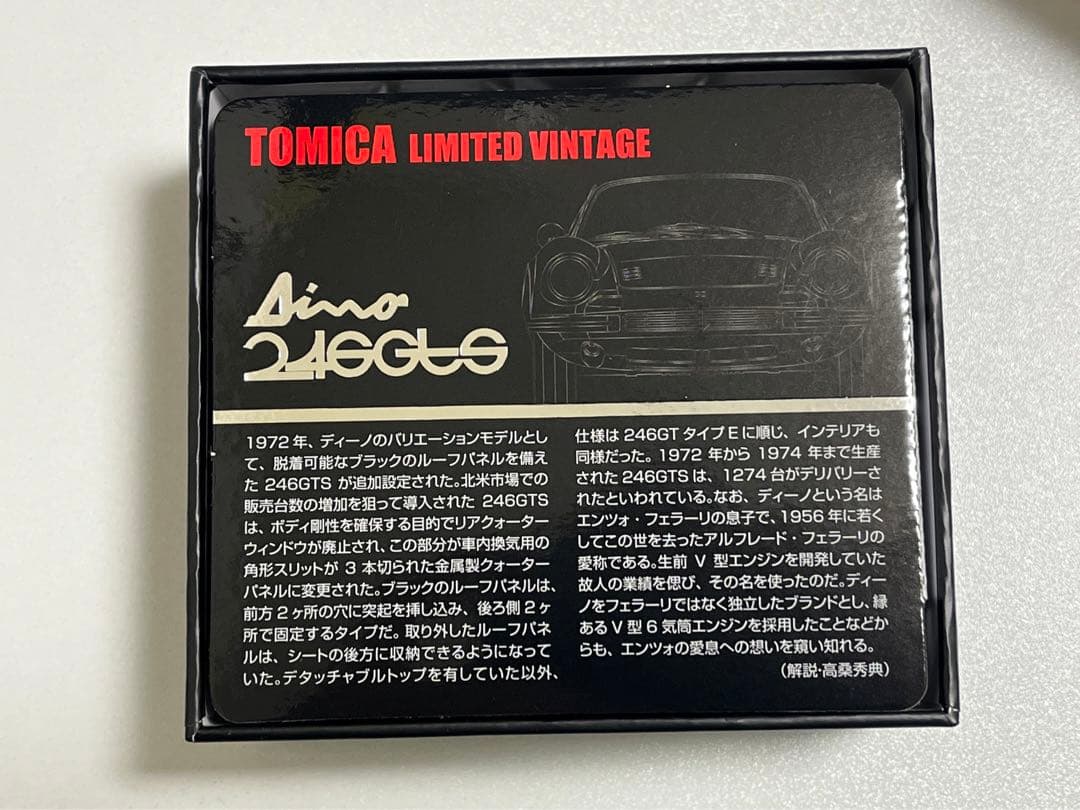 TOMICA LIMITED VINTAGE
Dino
246GTS
1972年、ディーノのバリエーションモデルとし
て、脱着可能なブラックのルーフパネルを備え
た 246GTS が追加設定された。北米市場での
販売台数の増加を狙って導入された 246GTS
は、ボディ剛性を確保する目的でリアクォーター
ウィンドウが廃止され、この部分が車内換気用の
角形スリットが 3 本切られた金属製クォーター
パネルに変更された。ブラックのルーフパネルは、
前方2ヶ所の穴に突起を挿し込み、後ろ側2ヶ
所で固定するタイプだ。取り外したルーフパネ
ルは、シートの後方に収納できるようになって
いた。デタッチャブルトップを有していた以外、
仕様は 246GT タイプ E に順じ、インテリアも
同様だった。1972 年から 1974 年まで生産
された 246GTS は、1274 台がデリバリーさ
れたといわれている。なお、ディーノという名は
エンツォ・フェラーリの息子で、1956 年に若く
してこの世を去ったアルフレード・フェラーリの
愛称である。生前 V 型エンジンを開発していた
故人の業績を偲び、その名を使ったのだ。ディー
ノをフェラーリではなく独立したブランドとし、縁
ある V 型 6 気筒エンジンを採用したことなどか
らも、エンツォの愛息への想いを窺い知れる。
（解説・高桑秀典）